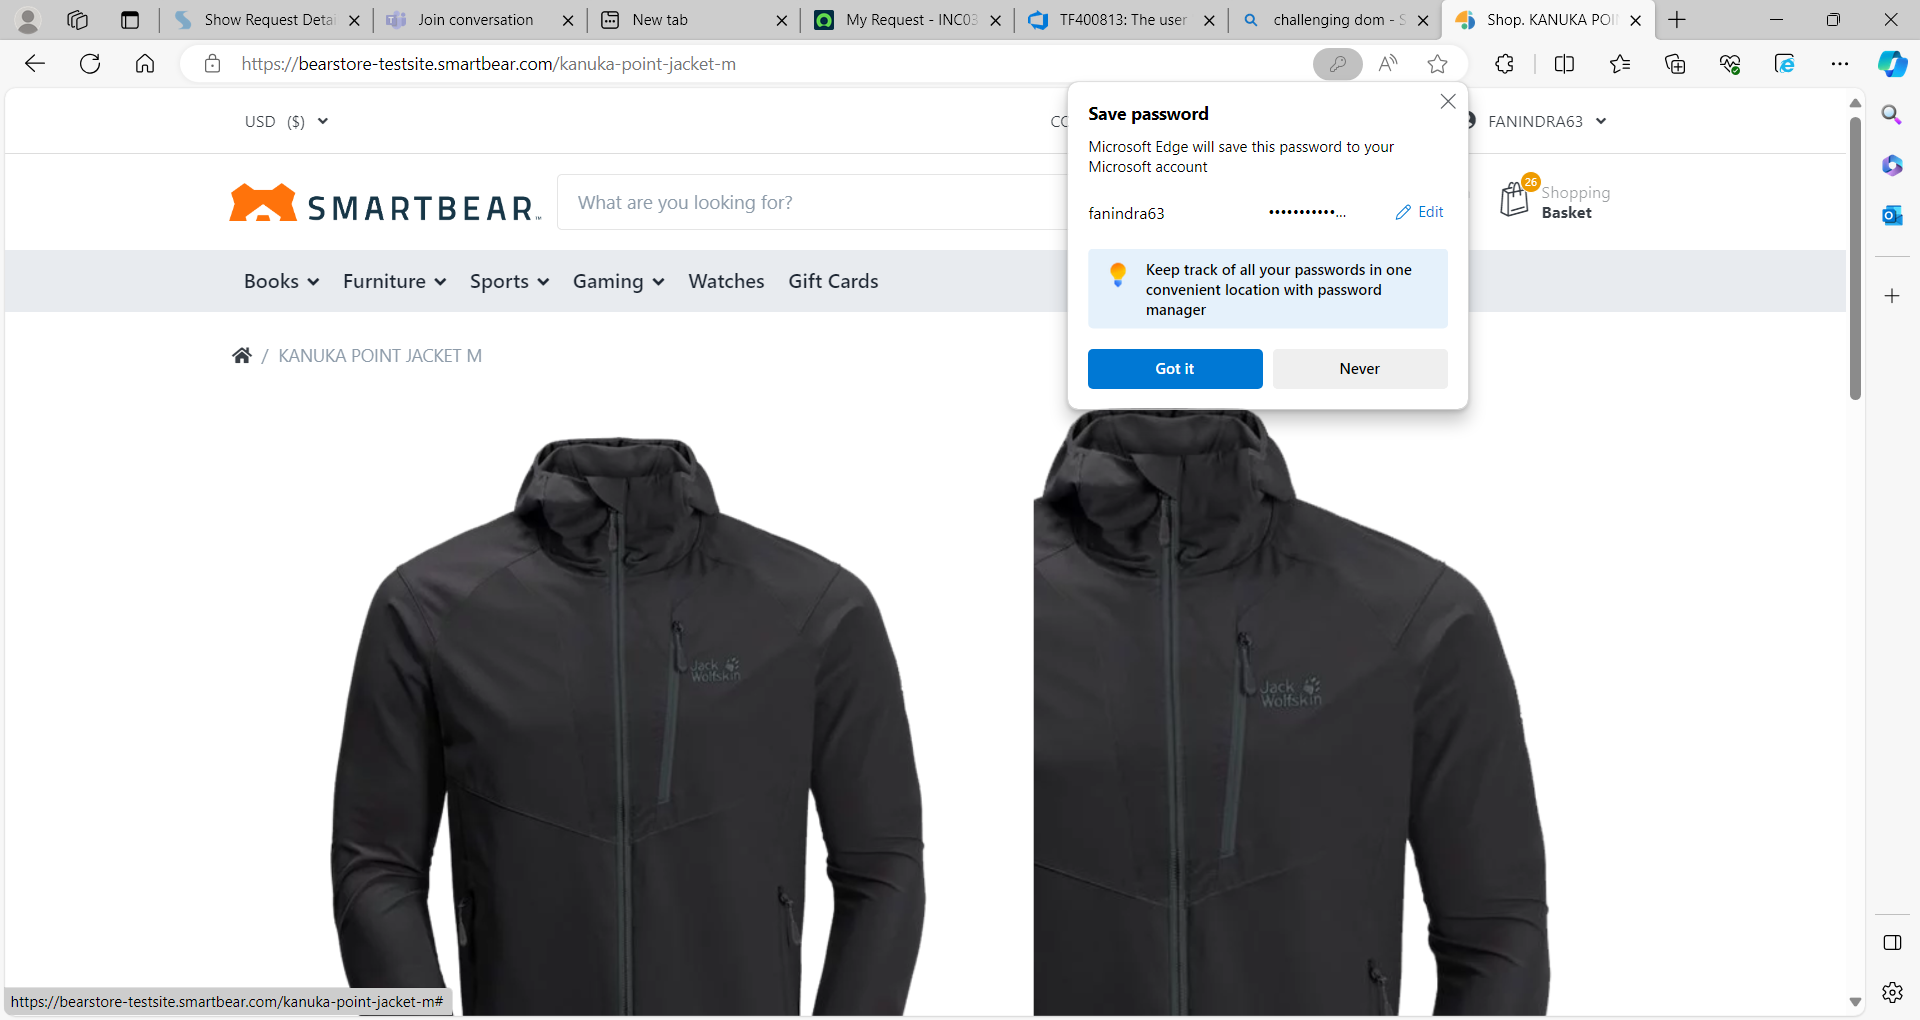 Show Request Detai
Join conversation
New tab
My Request - INC03
TF400813: The user
challenging dom - S
Shop. KANUKA POIN
https://bearstore-testsite.smartbear.com/kanuka-point-jacket-m
USD ($)
CO
FANINDRA63
SMARTBEAR
What are you looking for?
26
Shopping
Basket
Books
Furniture
Sports
Gaming
Watches
Gift Cards
Save password
Microsoft Edge will save this password to your
Microsoft account
fanindra63
••••••••••••...
Edit
Keep track of all your passwords in one
convenient location with password
manager
Got it
Never
/ KANUKA POINT JACKET M
Jack
Wolfskin
Jack
Wolfskin
https://bearstore-testsite.smartbear.com/kanuka-point-jacket-m#